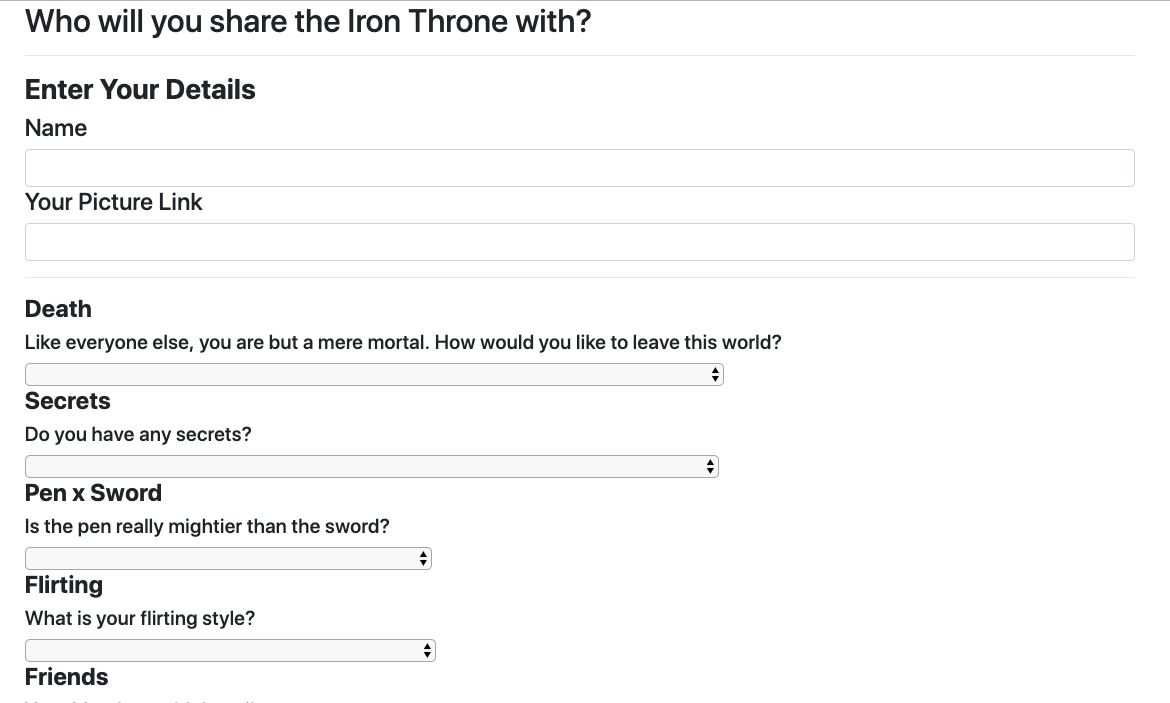 Who will you share the Iron Throne with?
Enter Your Details
Name
Your Picture Link
Death
Like everyone else, you are but a mere mortal. How would you like to leave this world?
Secrets
Do you have any secrets?
Pen x Sword
Is the pen really mightier than the sword?
Flirting
What is your flirting style?
Friends